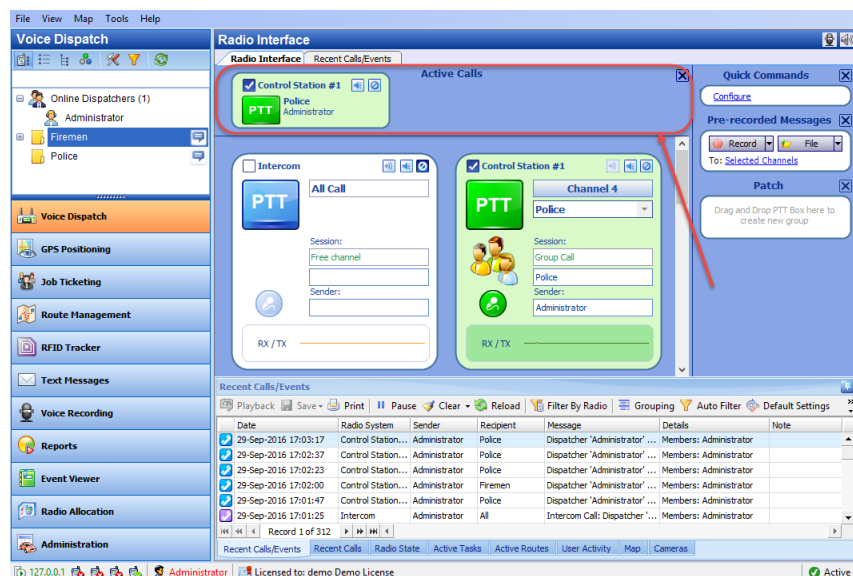 File View Map Tools Help
Voice Dispatch
Online Dispatchers (1)
Administrator
Firemen
Police
Voice Dispatch
GPS Positioning
Job Ticketing
Route Management
RFID Tracker
Text Messages
Voice Recording
Reports
Event Viewer
Radio Allocation
Administration
Radio Interface
Radio Interface Recent Calls/Events
Active Calls
Control Station #1
PTT
Police
Administrator
Intercom
PTT
All Call
Session:
Free channel
Sender:
RX / TX
Control Station #1
PTT
Channel 4
Police
Session:
Group Call
Police
Sender:
Administrator
RX / TX
Quick Commands
Configure
Pre-recorded Messages
Record File
To: Selected Channels
Patch
Drag and Drop PTT Box here to
create new group
Recent Calls/Events
Playback Save Print Pause Clear Reload Filter By Radio Grouping Auto Filter Default Settings
Date Radio System Sender Recipient Message Details Note
29-Sep-2016 17:03:17 Control Station... Administrator Police Dispatcher 'Administrator' ... Members: Administrator
29-Sep-2016 17:02:37 Control Station... Administrator Police Dispatcher 'Administrator' ... Members: Administrator
29-Sep-2016 17:02:23 Control Station... Administrator Police Dispatcher 'Administrator' ... Members: Administrator
29-Sep-2016 17:02:00 Control Station... Administrator Firemen Dispatcher 'Administrator' ... Members: Administrator
29-Sep-2016 17:01:47 Control Station... Administrator Police Dispatcher 'Administrator' ... Members: Administrator
29-Sep-2016 17:01:25 Intercom Administrator All Intercom Call: Dispatcher '... Members: Administrator
Record 1 of 312
Recent Calls/Events Recent Calls Radio State Active Tasks Active Routes User Activity Map Cameras
127.0.0.1 Administrator Licensed to: demo Demo License Active